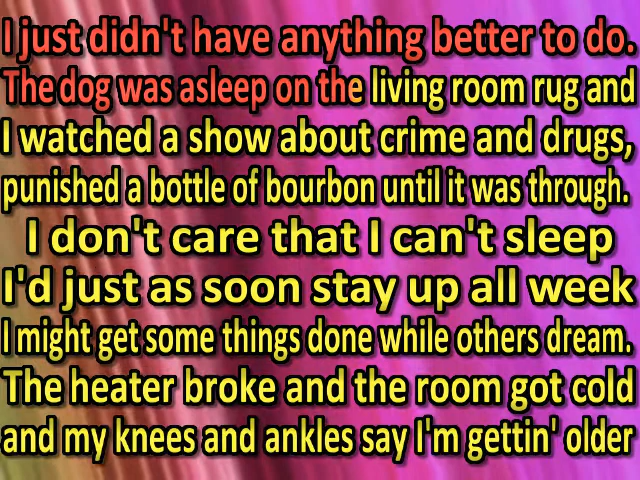 I just didn't have anything better to do.
The dog was asleep on the living room rug and
I watched a show about crime and drugs,
punished a bottle of bourbon until it was through.
I don't care that I can't sleep
I'd just as soon stay up all week
I might get some things done while others dream.
The heater broke and the room got cold
and my knees and ankles say I'm gettin' older